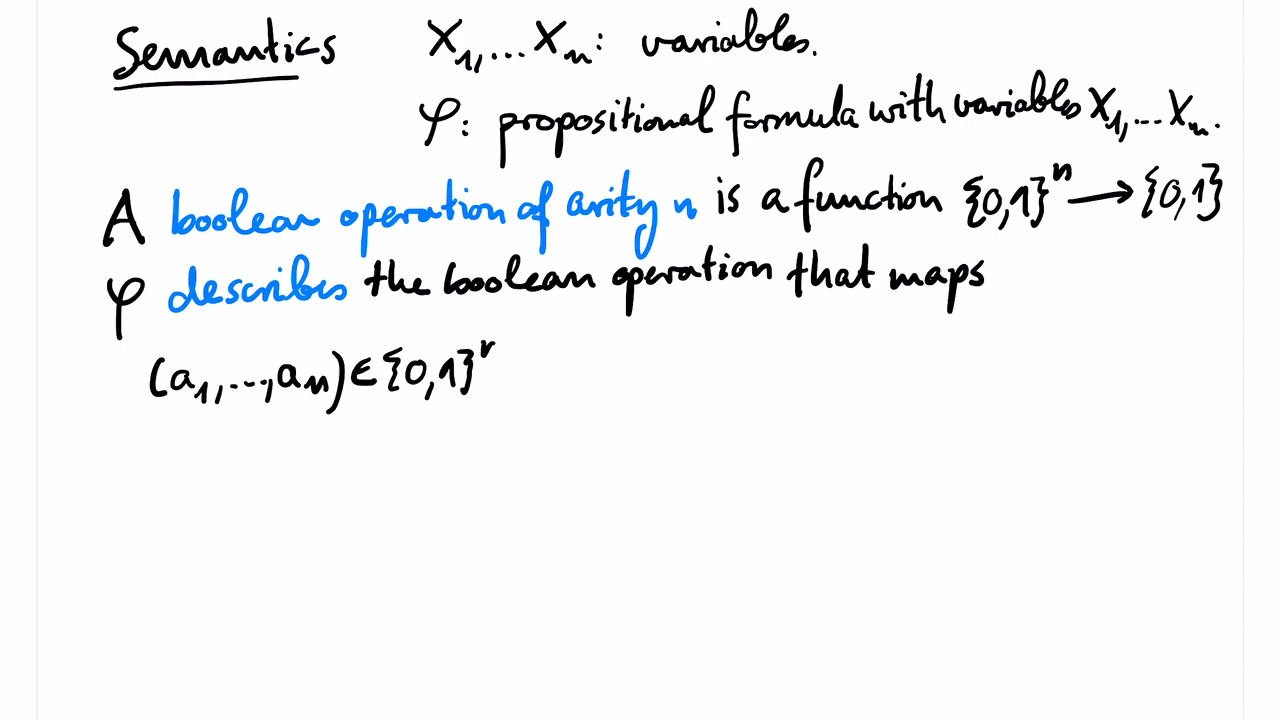 Semantics X₁,...Xₙ: variables.
φ: propositional formula with variables X₁,...Xₙ.
A boolean operation of arity n is a function {0,1}ⁿ → {0,1}
φ describes the boolean operation that maps
(a₁,...,aₙ) ∈ {0,1}ʳ